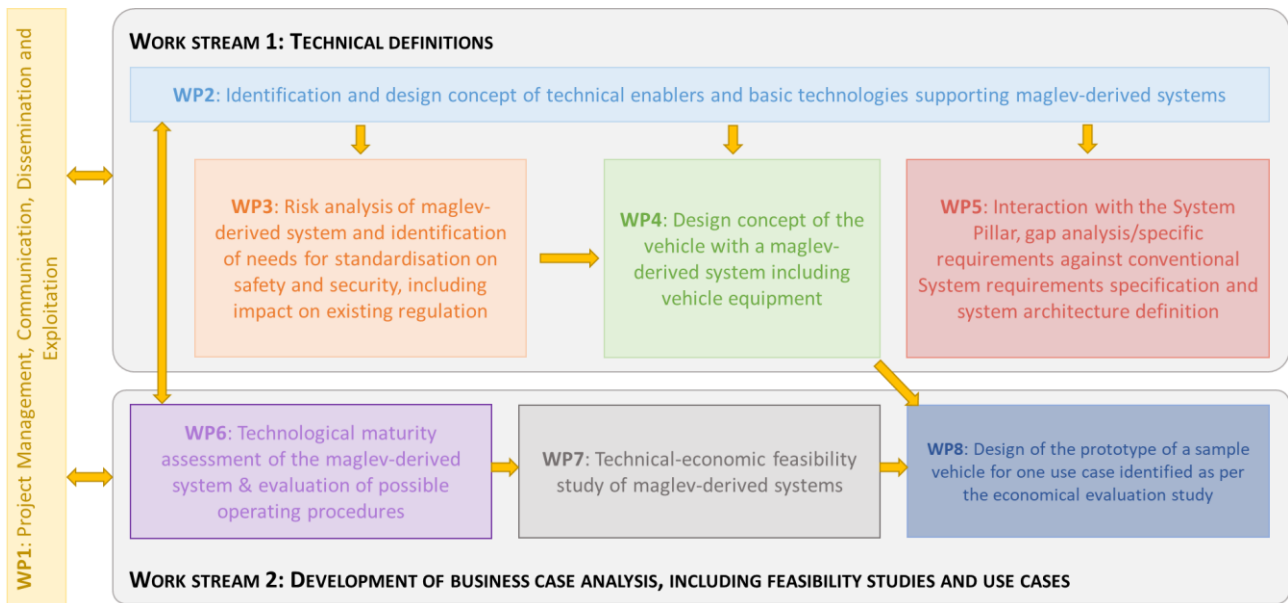 WP1: Project Management, Communication, Dissemination and
Exploitation
WORK STREAM 1: TECHNICAL DEFINITIONS
WP2: Identification and design concept of technical enablers and basic technologies supporting maglev-derived systems
WP3: Risk analysis of maglev-
derived system and identification
of needs for standardisation on
safety and security, including
impact on existing regulation
WP4: Design concept of the
vehicle with a maglev-
derived system including
vehicle equipment
WP5: Interaction with the System
Pillar, gap analysis/specific
requirements against conventional
System requirements specification and
system architecture definition
WP6: Technological maturity
assessment of the maglev-derived
system & evaluation of possible
operating procedures
WP7: Technical-economic feasibility
study of maglev-derived systems
WP8: Design of the prototype of a sample
vehicle for one use case identified as per
the economical evaluation study
WORK STREAM 2: DEVELOPMENT OF BUSINESS CASE ANALYSIS, INCLUDING FEASIBILITY STUDIES AND USE CASES